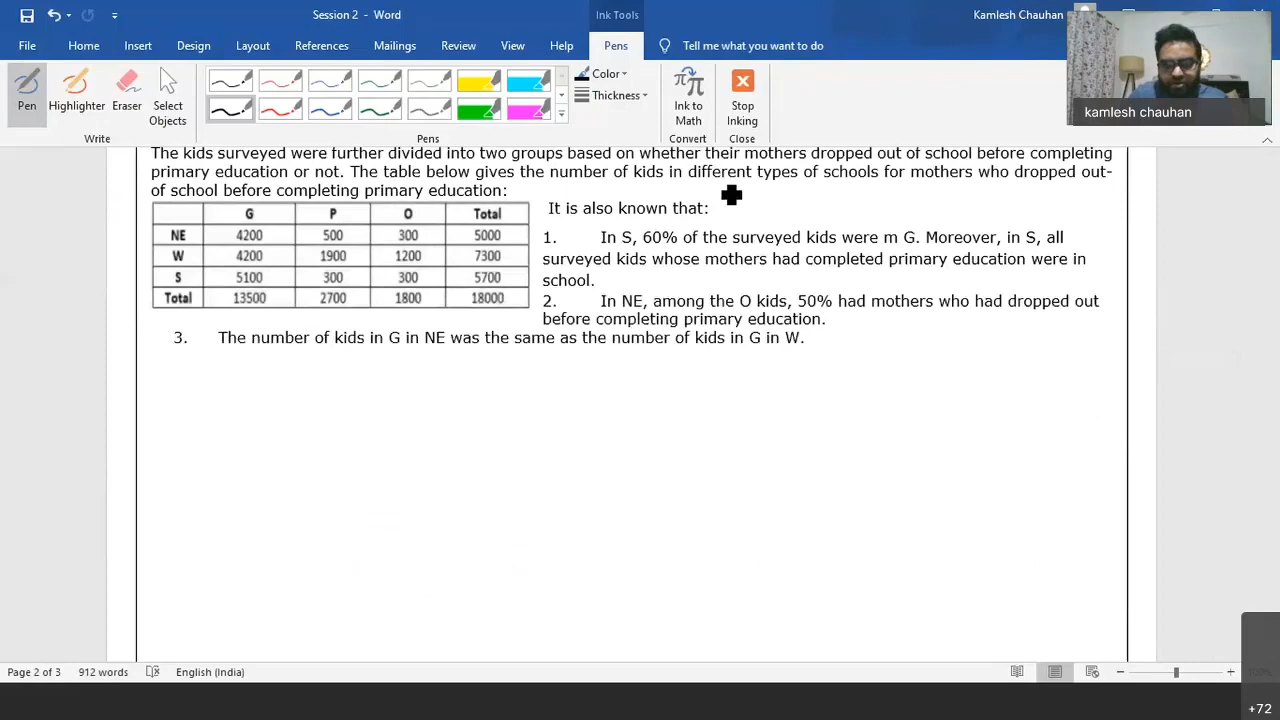 Session 2 - Word
Ink Tools
Kamlesh Chauhan
File Home Insert Design Layout References Mailings Review View Help Pens Tell me what you want to do
Pen Highlighter Eraser Select Objects
Color
Thickness
Ink to Math
Stop Inking
Write Pens Convert Close
kamlesh chauhan
The kids surveyed were further divided into two groups based on whether their mothers dropped out of school before completing
primary education or not. The table below gives the number of kids in different types of schools for mothers who dropped out-
of school before completing primary education:
G P O Total
NE 4200 500 300 5000
W 4200 1900 1200 7300
S 5100 300 300 5700
Total 13500 2700 1800 18000
It is also known that:
1. In S, 60% of the surveyed kids were m G. Moreover, in S, all
surveyed kids whose mothers had completed primary education were in
school.
2. In NE, among the O kids, 50% had mothers who had dropped out
before completing primary education.
3. The number of kids in G in NE was the same as the number of kids in G in W.
Page 2 of 3 912 words English (India)
+72